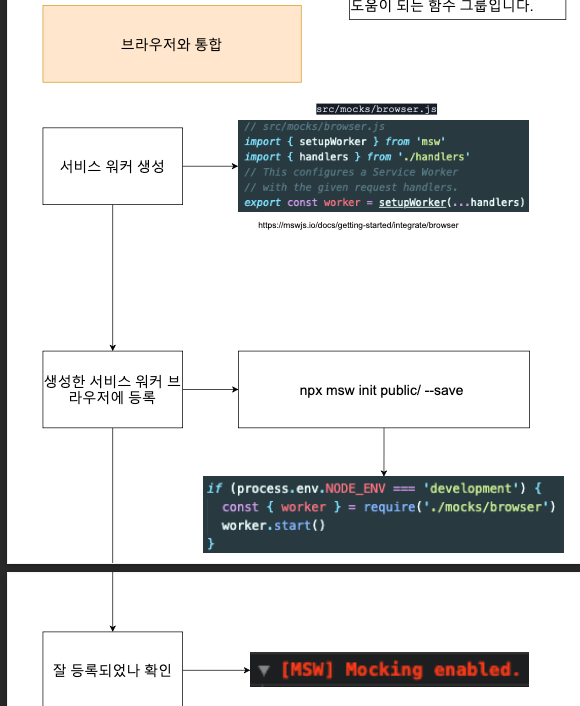 도움이 되는 함수 그룹입니다.
브라우저와 통합
src/mocks/browser.js
서비스 워커 생성
// src/mocks/browser.js
import { setupWorker } from 'msw'
import { handlers } from './handlers'
// This configures a Service Worker
// with the given request handlers.
export const worker = setupWorker(...handlers)
https://mswjs.io/docs/getting-started/integrate/browser
생성한 서비스 워커 브
라우저에 등록
npx msw init public/ --save
if (process.env.NODE_ENV === 'development') {
  const { worker } = require('./mocks/browser')
  worker.start()
}
잘 등록되었나 확인
▼ [MSW] Mocking enabled.